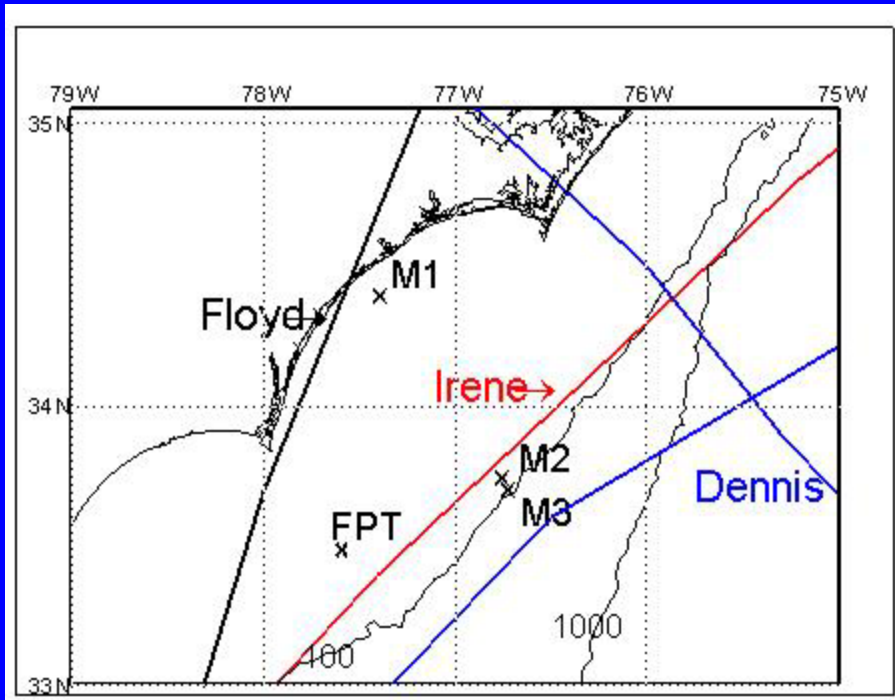 79W 78W 77W 76W 75W
35N
M1
Floyd
Irene
34N
M2
Dennis
M3
FPT
1000
100
33N